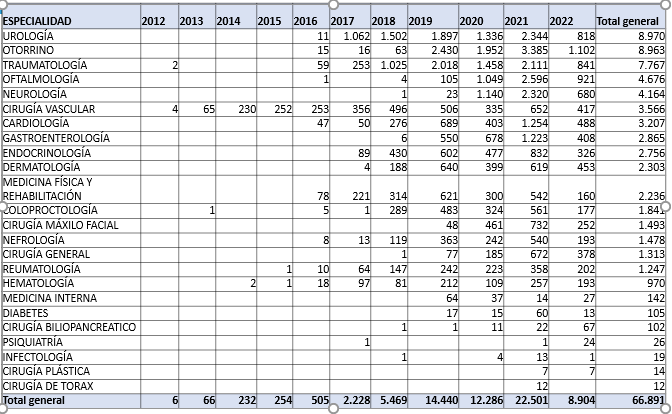 ESPECIALIDAD 2012 2013 2014 2015 2016 2017 2018 2019 2020 2021 2022 Total general
UROLOGÍA 11 1.062 1.502 1.897 1.336 2.344 818 8.970
OTORRINO 15 16 63 2.430 1.952 3.385 1.102 8.963
TRAUMATOLOGÍA 2 59 253 1.025 2.018 1.458 2.111 841 7.767
OFTALMOLOGÍA 1 4 105 1.049 2.596 921 4.676
NEUROLOGÍA 1 23 1.140 2.320 680 4.164
CIRUGÍA VASCULAR 4 65 230 252 253 356 496 506 335 652 417 3.566
CARDIOLOGÍA 47 50 276 689 403 1.254 488 3.207
GASTROENTEROLOGÍA 6 550 678 1.223 408 2.865
ENDOCRINOLOGÍA 89 430 602 477 832 326 2.756
DERMATOLOGÍA 4 188 640 399 619 453 2.303
MEDICINA FÍSICA Y
REHABILITACIÓN 78 221 314 621 300 542 160 2.236
COLOPROCTOLOGÍA 1 5 1 289 483 324 561 177 1.841
CIRUGÍA MÁXILO FACIAL 48 461 732 252 1.493
NEFROLOGÍA 8 13 119 363 242 540 193 1.478
CIRUGÍA GENERAL 1 77 185 672 378 1.313
REUMATOLOGÍA 1 10 64 147 242 223 358 202 1.247
HEMATOLOGÍA 2 1 18 97 81 212 109 257 193 970
MEDICINA INTERNA 64 37 14 27 142
DIABETES 17 15 60 13 105
CIRUGÍA BILIOPANCREATICO 1 1 11 22 67 102
PSIQUIATRÍA 1 1 24 26
INFECTOLOGÍA 1 4 13 1 19
CIRUGÍA PLÁSTICA 7 7 14
CIRUGÍA DE TORAX 12 12
Total general 6 66 232 254 505 2.228 5.469 14.440 12.286 22.501 8.904 66.891